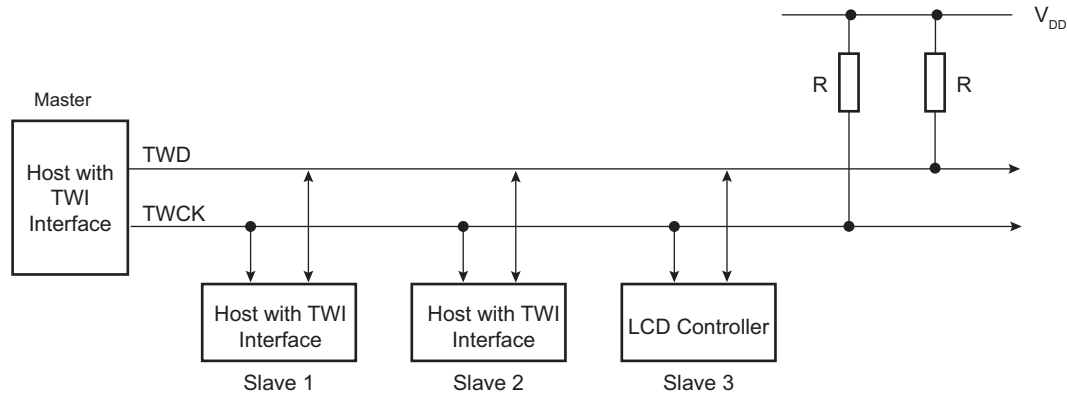 V_DD
R
R
Master
Host with
TWI
Interface
TWD
TWCK
Host with TWI
Interface
Slave 1
Host with TWI
Interface
Slave 2
LCD Controller
Slave 3